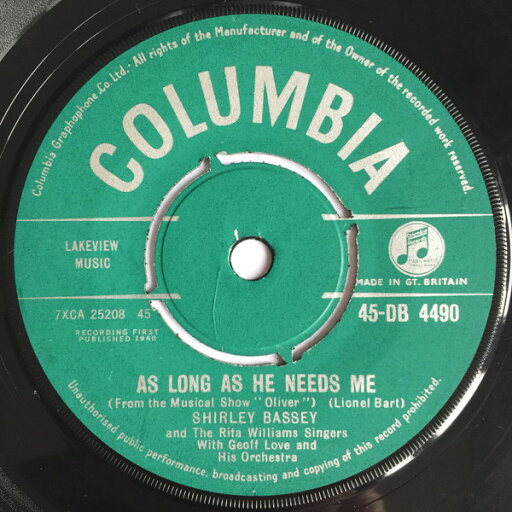 Columbia Graphophone Co. Ltd. All rights of the Manufacturer and of the Owner of the recorded work reserved.
COLUMBIA
LAKEVIEW
MUSIC
MADE IN GT. BRITAIN
7XCA 25208 45
45-DB 4490
RECORDING FIRST
PUBLISHED 1960
AS LONG AS HE NEEDS ME
(From the Musical Show "Oliver") (Lionel Bart)
SHIRLEY BASSEY
and The Rita Williams Singers
With Geoff Love and
His Orchestra
Unauthorised public performance, broadcasting and copying of this record prohibited.